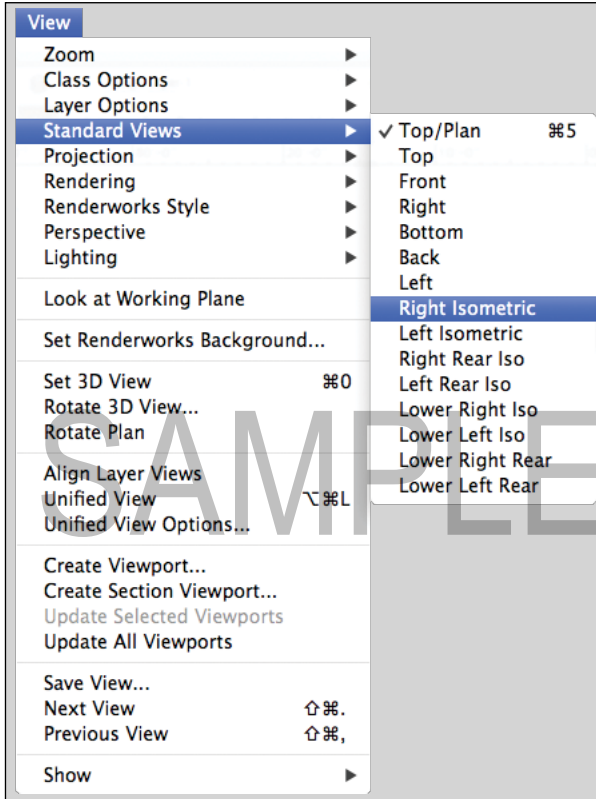 View
Zoom ▶
Class Options ▶
Layer Options ▶
Standard Views ▶
Projection ▶
Rendering ▶
Renderworks Style ▶
Perspective ▶
Lighting ▶
Look at Working Plane
Set Renderworks Background...
Set 3D View ⌘0
Rotate 3D View...
Rotate Plan
Align Layer Views
Unified View ⌥⌘L
Unified View Options...
Create Viewport...
Create Section Viewport...
Update Selected Viewports
Update All Viewports
Save View...
Next View ⇧⌘.
Previous View ⇧⌘,
Show ▶
✓ Top/Plan ⌘5
Top
Front
Right
Bottom
Back
Left
Right Isometric
Left Isometric
Right Rear Iso
Left Rear Iso
Lower Right Iso
Lower Left Iso
Lower Right Rear
Lower Left Rear
SAMPLE